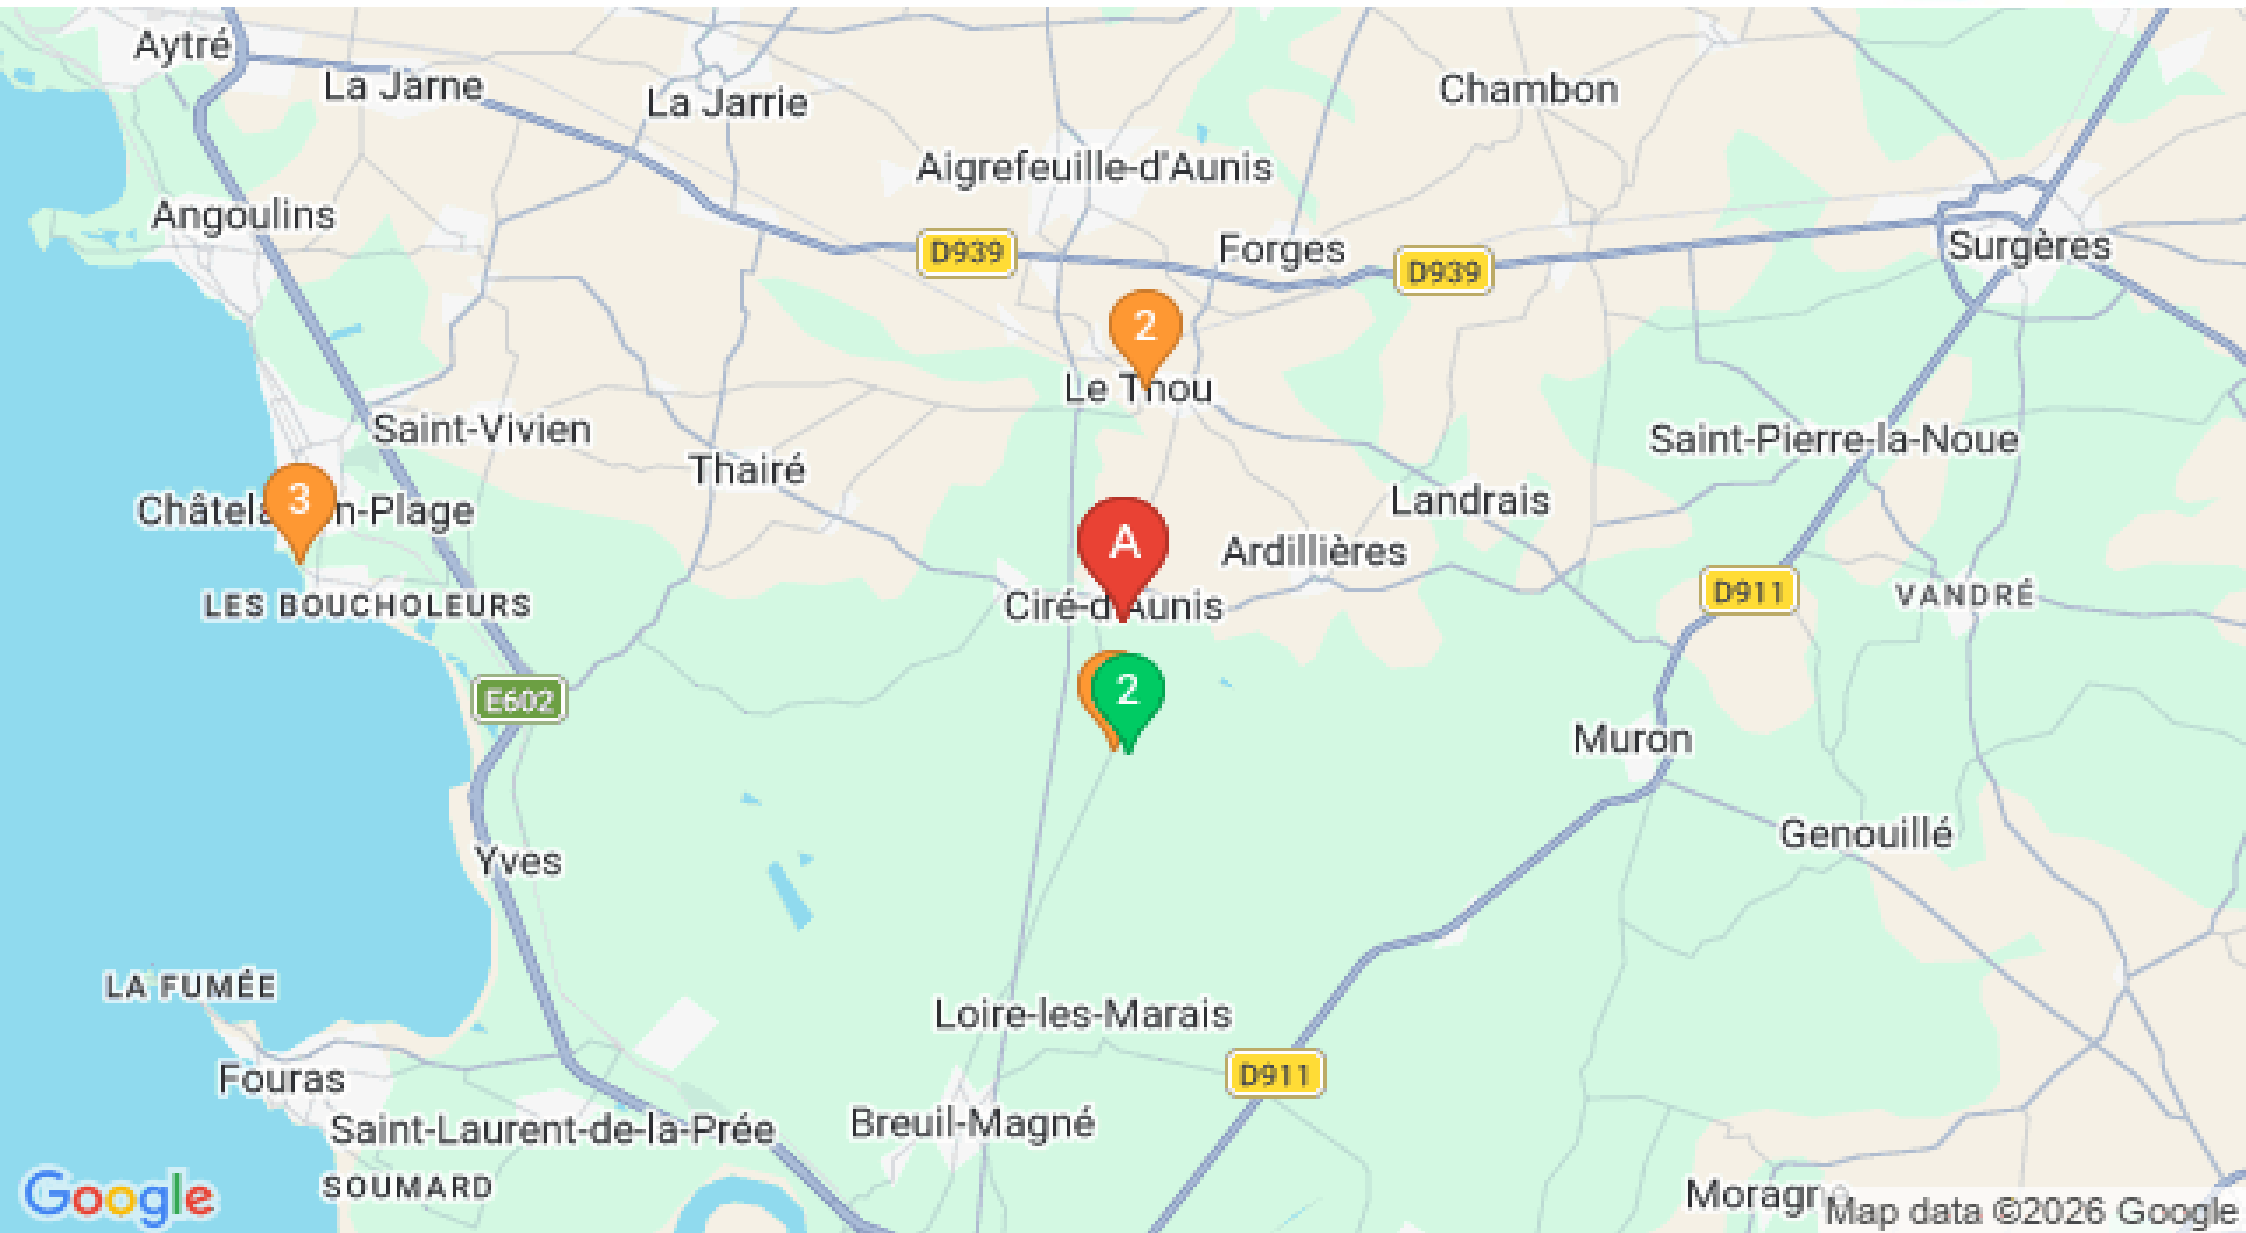 Aytré
La Jarne
La Jarrie
Chambon
Aigrefeuille-d'Aunis
Angoulins
D939
Forges
D939
Surgères
2
Le Thou
Saint-Vivien
Thairé
Saint-Pierre-la-Noue
3
Landrais
A
Ardillières
LES BOUCHOLEURS
Ciré-d'Aunis
D911
VANDRÉ
E602
2
Muron
Genouillé
Yves
LA FUMÉE
Loire-les-Marais
Fouras
D911
Saint-Laurent-de-la-Prée
Breuil-Magné
SOUMARD
Google
Map data ©2026 Google